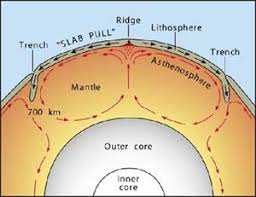 Ridge
Lithosphere
Trench
"SLAB PULL"
Trench
Asthenosphere
Mantle
700 km
Outer core
Inner
core